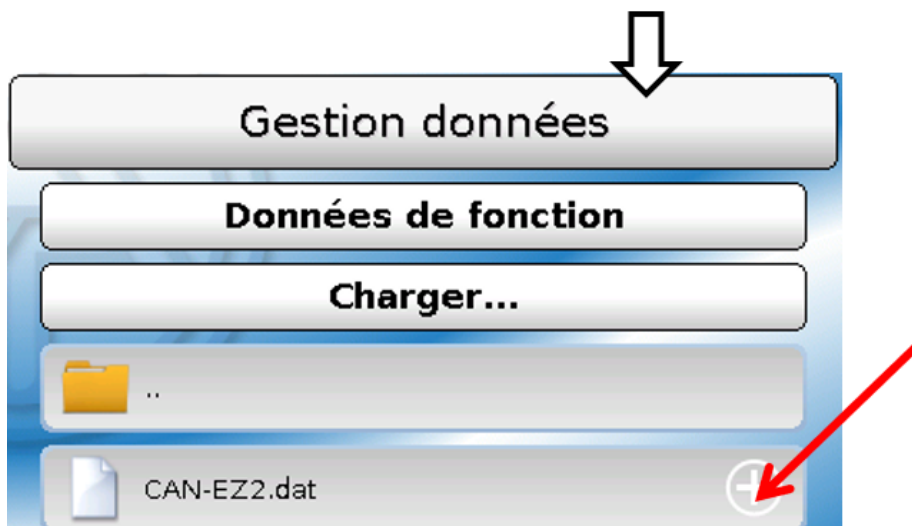 Gestion données
Données de fonction
Charger...
..
CAN-EZ2.dat